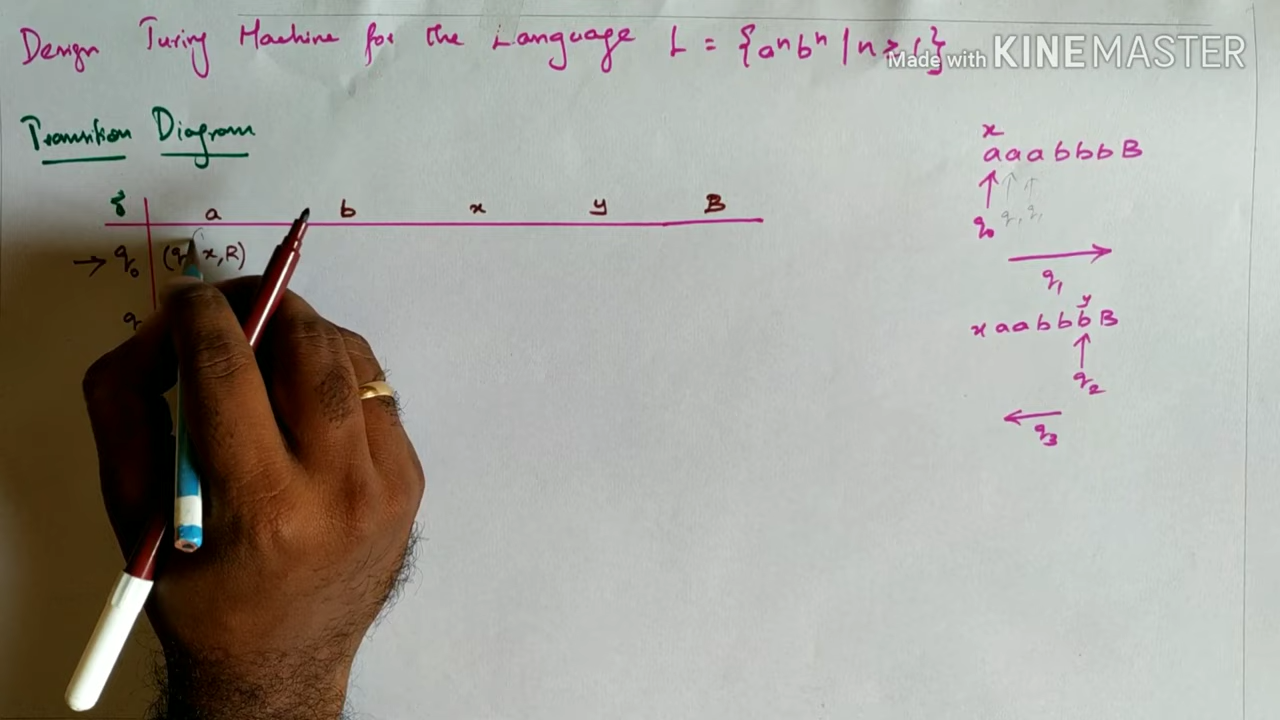 Design Turing Machine for the Language L = {aⁿbⁿ | n ≥ 1}
Made with KINEMASTER
Transition Diagram
x
a a a b b b B
q₀ q₁ q₁
q₁
y
x a a b b b B
q₂
q₃
δ a b x y B
→ q₀ (q x, R)
q